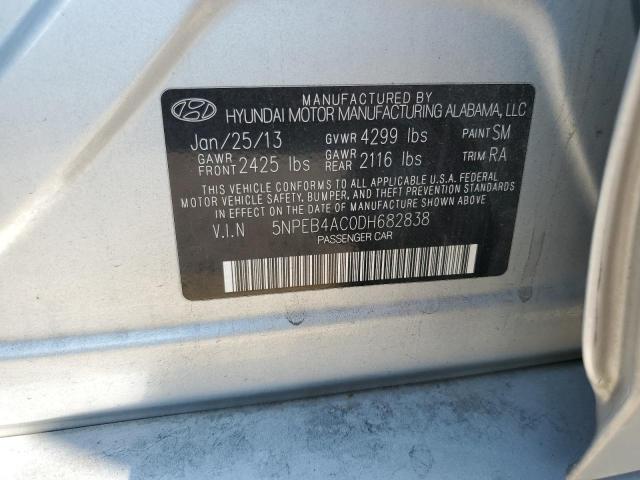 MANUFACTURED BY
HYUNDAI MOTOR MANUFACTURING ALABAMA, LLC
Jan/25/13 GVWR 4299 lbs PAINT SM
GAWR FRONT 2425 lbs GAWR REAR 2116 lbs TRIM RA
THIS VEHICLE CONFORMS TO ALL APPLICABLE U.S.A. FEDERAL
MOTOR VEHICLE SAFETY, BUMPER, AND THEFT PREVENTION STANDARDS
IN EFFECT ON THE DATE OF MANUFACTURE SHOWN ABOVE.
V.I.N 5NPEB4AC0DH682838
PASSENGER CAR